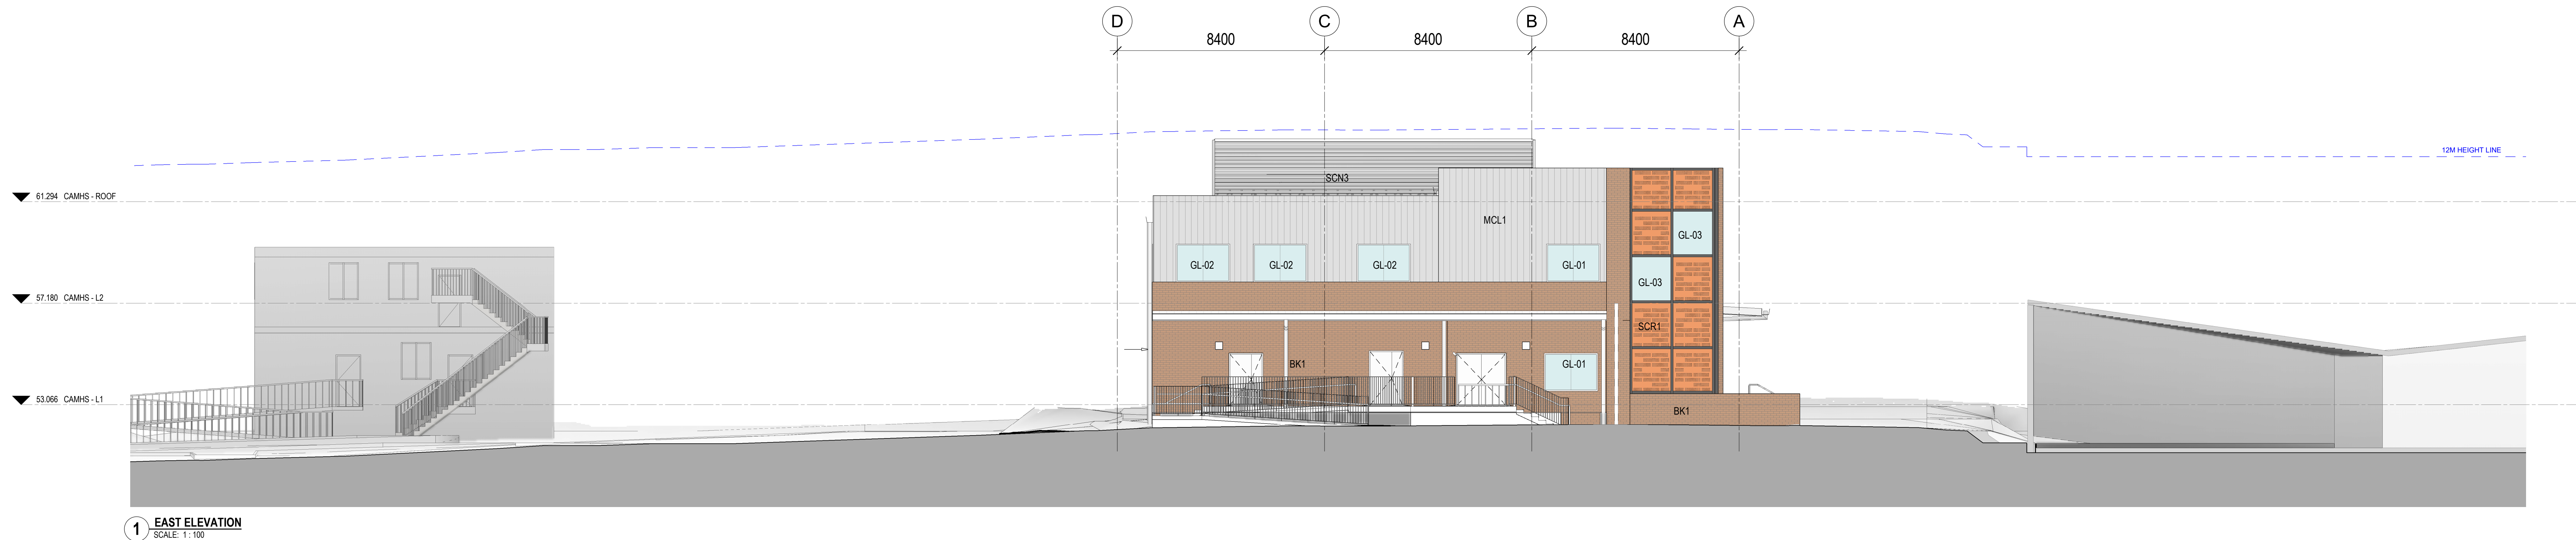 D
C
B
A
8400
8400
8400
12M HEIGHT LINE
61.294 CAMHS - ROOF
SCN3
MCL1
GL-03
GL-02
GL-02
GL-02
GL-01
GL-03
57.180 CAMHS - L2
SCR1
BK1
GL-01
53.066 CAMHS - L1
BK1
1 EAST ELEVATION
SCALE: 1 : 100